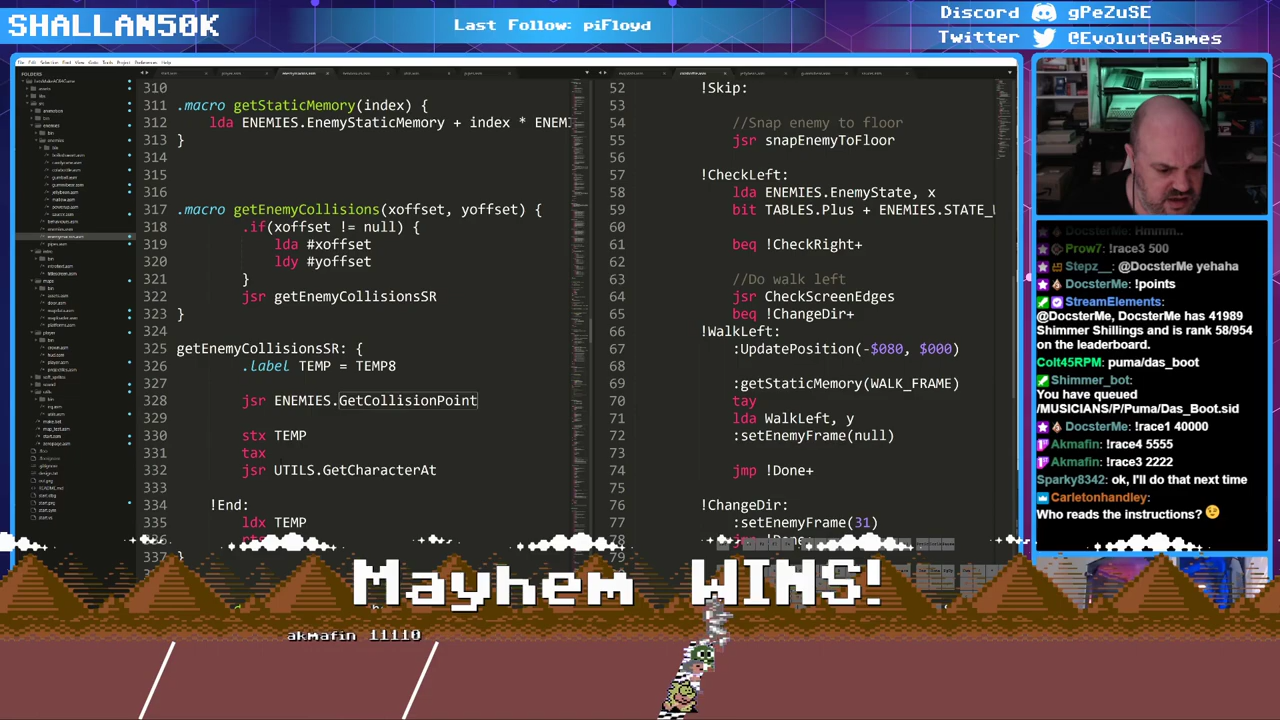 SHALLAN50K
Last Follow: piFloyd
Discord gPeZuSE
Twitter @EvoluteGames
FOLDERS
310
311 .macro getStaticMemory(index) {
312 lda ENEMIES.EnemyStaticMemory + index * ENEM
313 }
314
315
316
317 .macro getEnemyCollisions(xoffset, yoffset) {
318 .if(xoffset != null) {
319 lda #xoffset
320 ldy #yoffset
321 }
322 jsr getEnemyCollisionsSR
323 }
324
325 getEnemyCollisionsSR: {
326 .label TEMP = TEMP8
327
328 jsr ENEMIES.GetCollisionPoint
329
330 stx TEMP
331 tax
332 jsr UTILS.GetCharacterAt
333
334 !End:
335 ldx TEMP
337 }
52 !Skip:
53
54 //Snap enemy to floor
55 jsr snapEnemyToFloor
56
57 !CheckLeft:
58 lda ENEMIES.EnemyState, x
59 bit TABLES.Plus + ENEMIES.STATE_
60
61 beq !CheckRight+
62
63 //Do walk left
64 jsr CheckScreenEdges
65 beq !ChangeDir+
66 !WalkLeft:
67 :UpdatePosition(-$080, $000)
68
69 :getStaticMemory(WALK_FRAME)
70 tay
71 lda WalkLeft, y
72 :setEnemyFrame(null)
73
74 jmp !Done+
75
76 !ChangeDir:
77 :setEnemyFrame(31)
78
79
DocsterMe: Hmmm..
Prow7: !race3 500
Stepz__: @DocsterMe yehaha
DocsterMe: !points
StreamElements:
@DocsterMe, DocsterMe has 41989
Shimmer Shillings and is rank 58/954
on the leaderboard.
Colt45RPM: puma/das_boot
Shimmer_bot:
You have queued
/MUSICIANS/P/Puma/Das_Boot.sid
DocsterMe: !race1 40000
Akmafin: !race4 5555
Akmafin: !race3 2222
Sparky8342: ok, I'll do that next time
Carletonhandley:
Who reads the instructions?
Mayhem WINS!
akmafin 11110